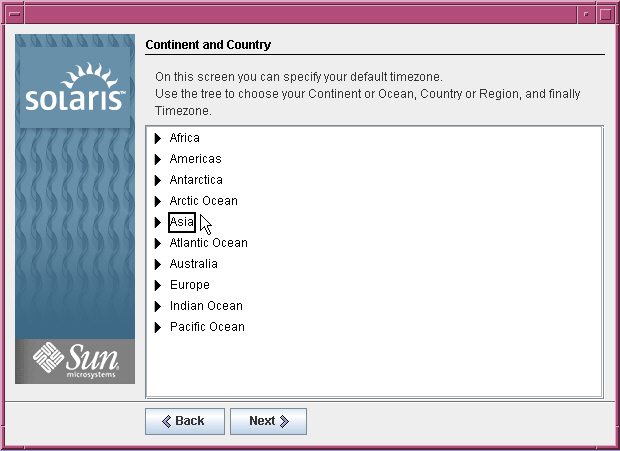 solaris™
Sun
microsystems
Continent and Country
On this screen you can specify your default timezone.
Use the tree to choose your Continent or Ocean, Country or Region, and finally
Timezone.
Africa
Americas
Antarctica
Arctic Ocean
Asia
Atlantic Ocean
Australia
Europe
Indian Ocean
Pacific Ocean
Back
Next